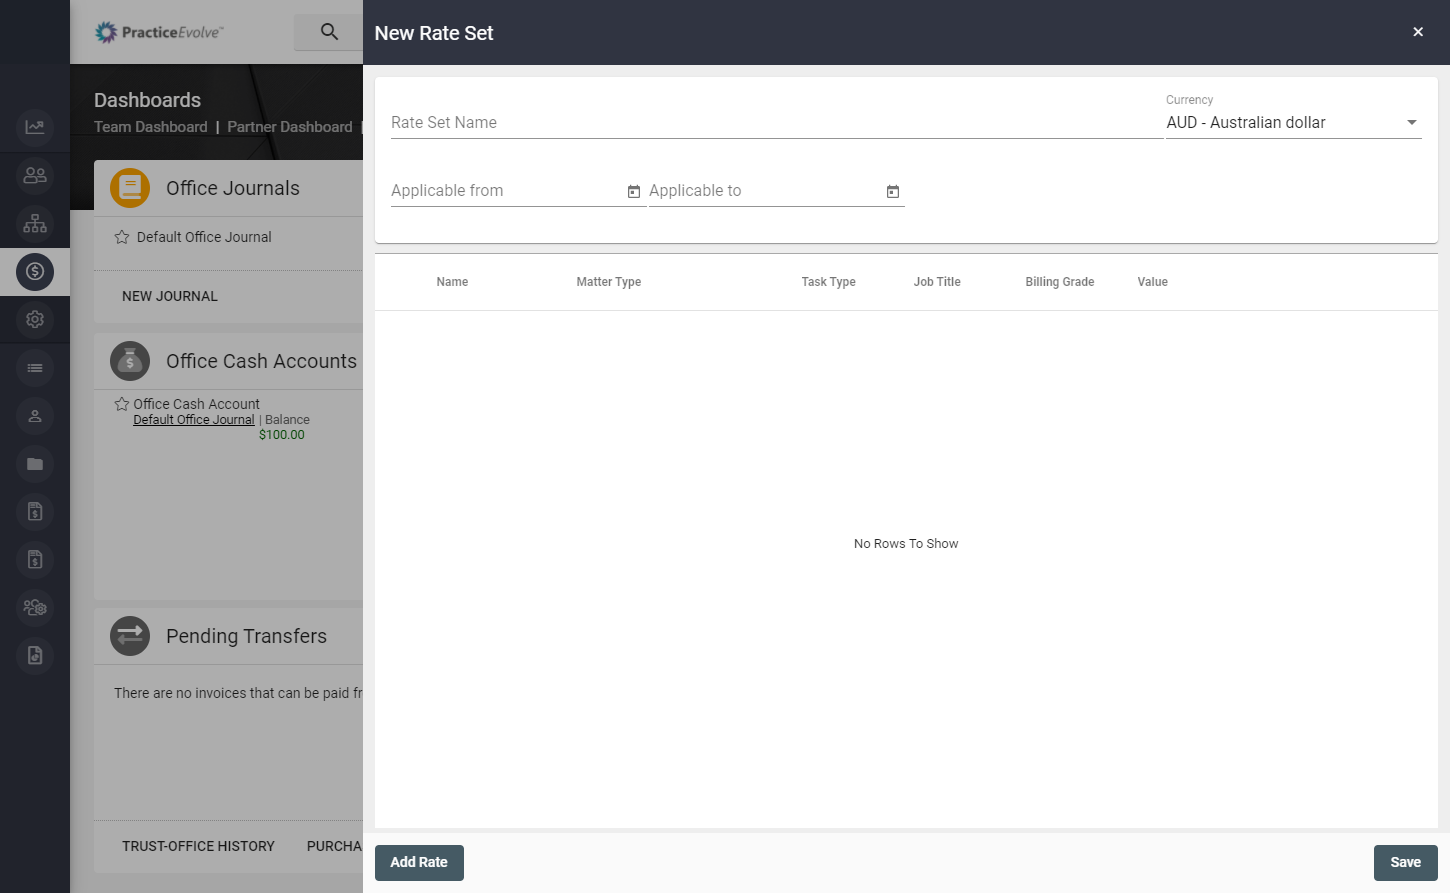 PracticeEvolve™
New Rate Set
Dashboards
Team Dashboard | Partner Dashboard |
Office Journals
Default Office Journal
NEW JOURNAL
Office Cash Accounts
Office Cash Account
Default Office Journal | Balance
$100.00
Pending Transfers
There are no invoices that can be paid fr
TRUST-OFFICE HISTORY PURCHA
Currency
Rate Set Name AUD - Australian dollar
Applicable from Applicable to
Name Matter Type Task Type Job Title Billing Grade Value
No Rows To Show
Add Rate Save